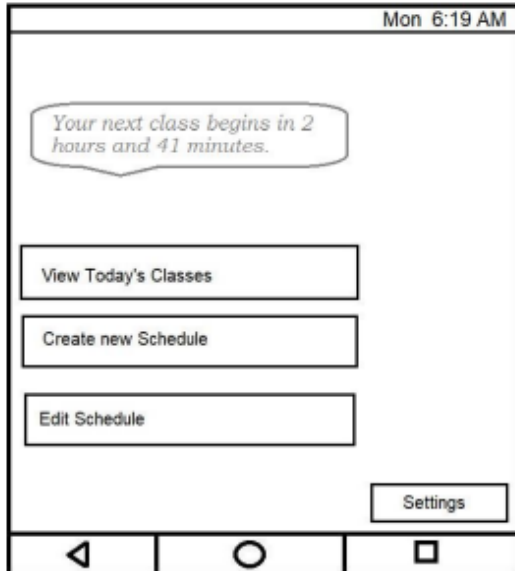 Mon 6:19 AM
Your next class begins in 2
hours and 41 minutes.
View Today's Classes
Create new Schedule
Edit Schedule
Settings